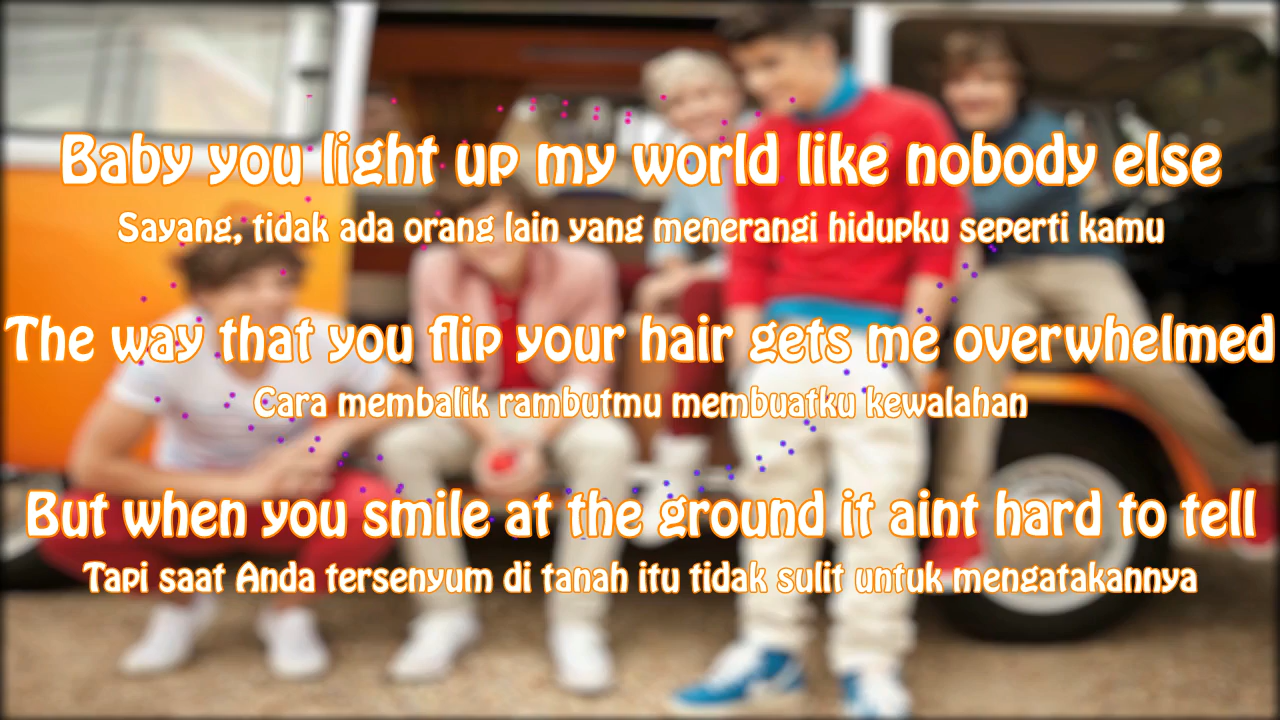 Baby you light up my world like nobody else
Sayang, tidak ada orang lain yang menerangi hidupku seperti kamu
The way that you flip your hair gets me overwhelmed
Cara membalik rambutmu membuatku kewalahan
But when you smile at the ground it aint hard to tell
Tapi saat Anda tersenyum di tanah itu tidak sulit untuk mengatakannya